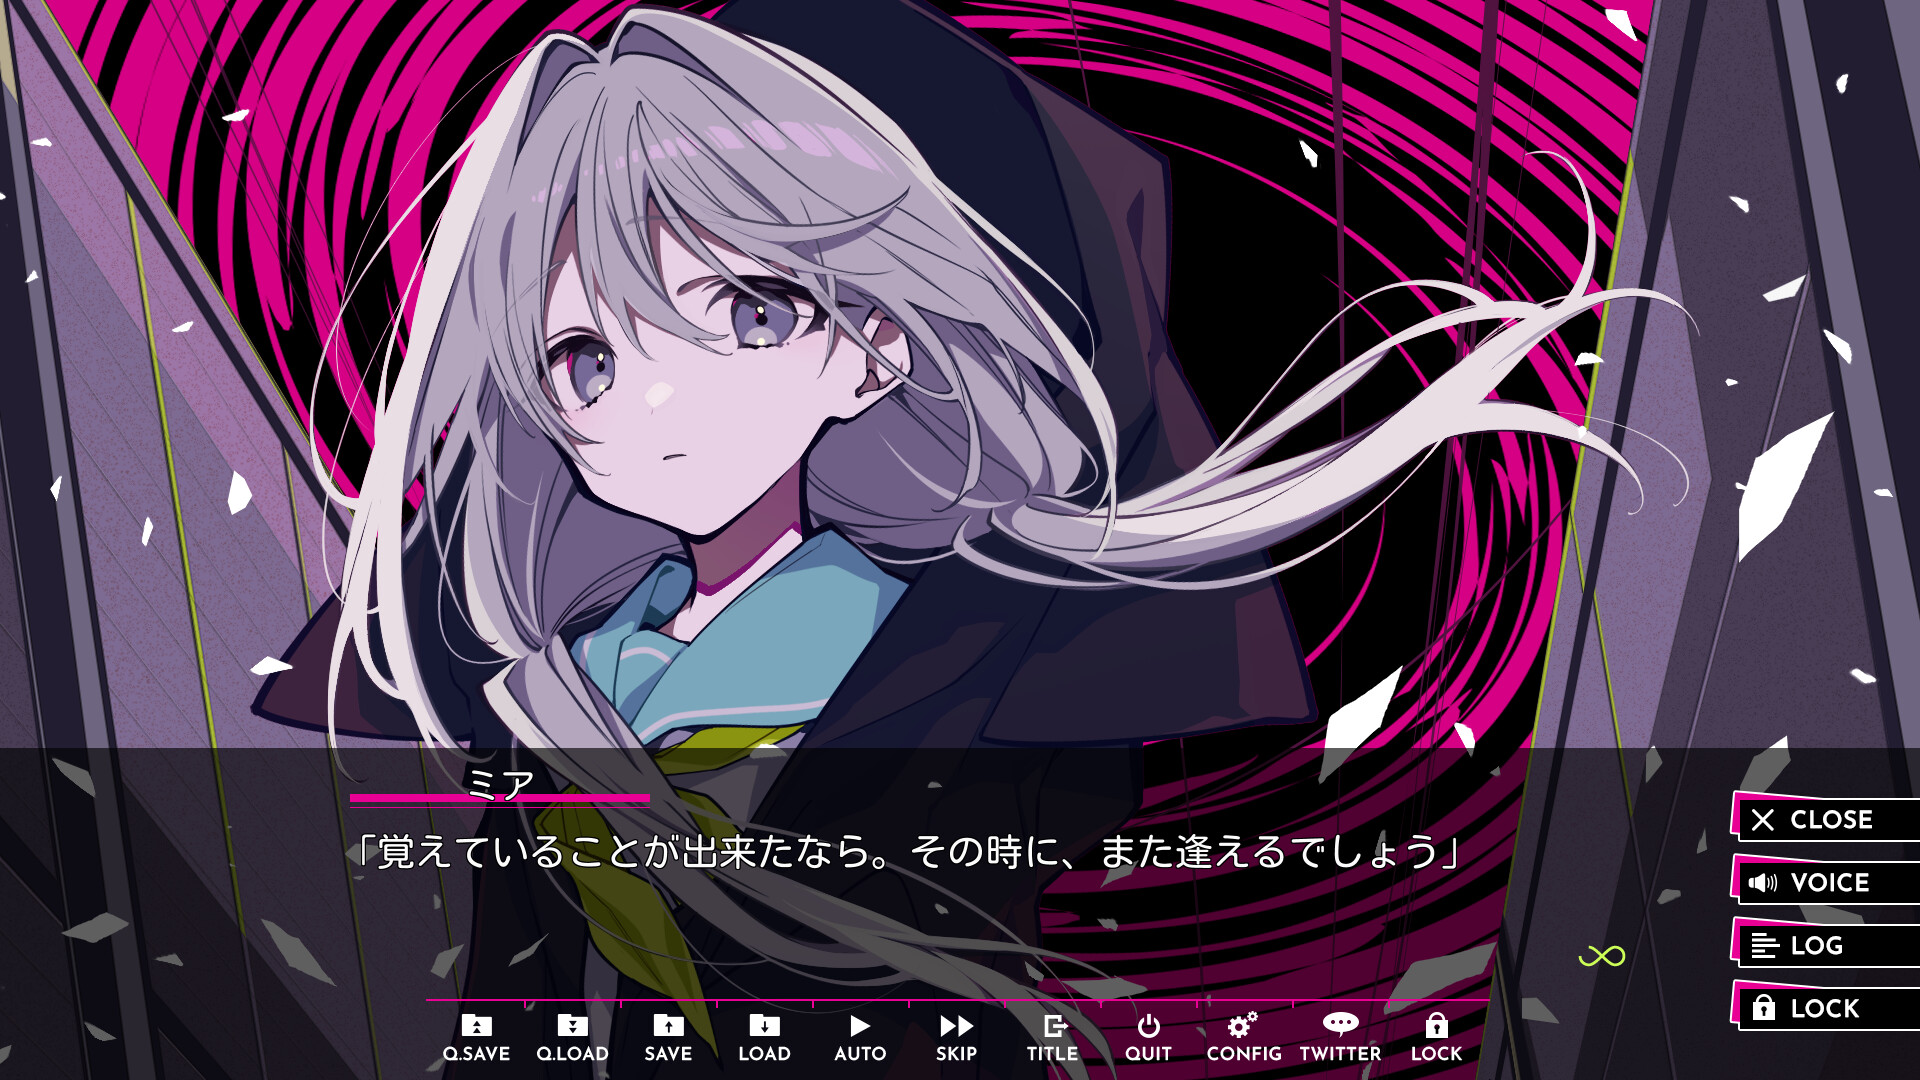 ミア
「覚えていることが出来たなら。その時に、また逢えるでしょう」
CLOSE
VOICE
LOG
LOCK
Q.SAVE Q.LOAD SAVE LOAD AUTO SKIP TITLE QUIT CONFIG TWITTER LOCK